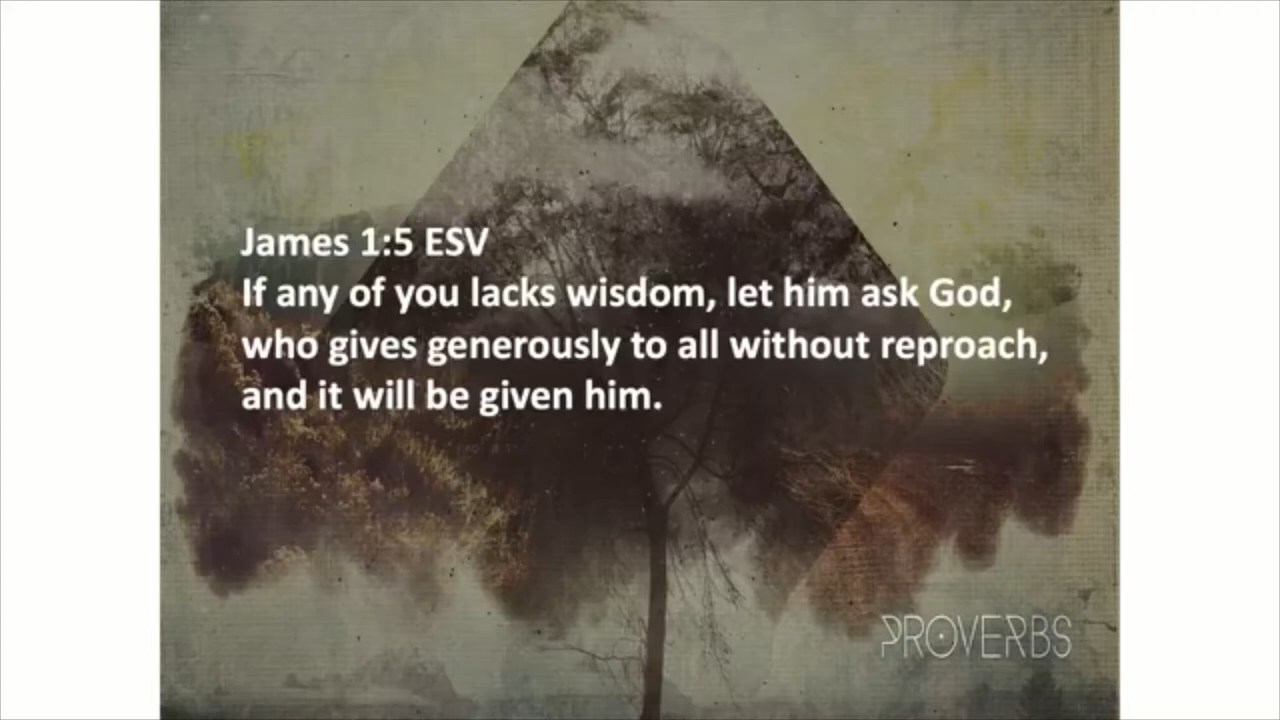 James 1:5 ESV
If any of you lacks wisdom, let him ask God,
who gives generously to all without reproach,
and it will be given him.
PROVERBS